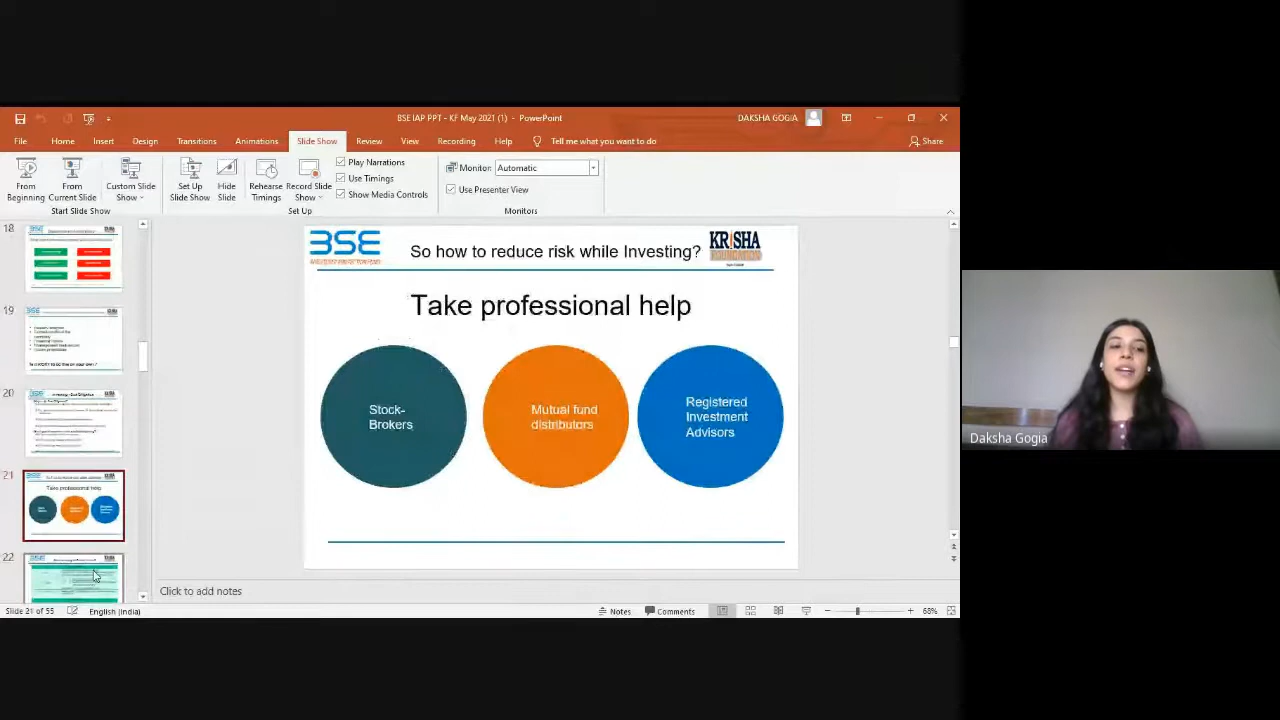 BSE IAP PPT - KF May 2021 (1) - PowerPoint
DAKSHA GOGIA
File Home Insert Design Transitions Animations Slide Show Review View Recording Help Tell me what you want to do
Share
From Beginning
From Current Slide
Custom Slide Show
Set Up Slide Show
Hide Slide
Rehearse Timings
Record Slide Show
Play Narrations
Use Timings
Show Media Controls
Monitor: Automatic
Use Presenter View
Start Slide Show
Set Up
Monitors
18
19
20
21
Take professional help
22
BSE
So how to reduce risk while Investing?
KRISHA
FOUNDATION
Take professional help
Stock-
Brokers
Mutual fund
distributors
Registered
Investment
Advisors
Click to add notes
Slide 21 of 55
English (India)
Notes
Comments
68%
Daksha Gogia